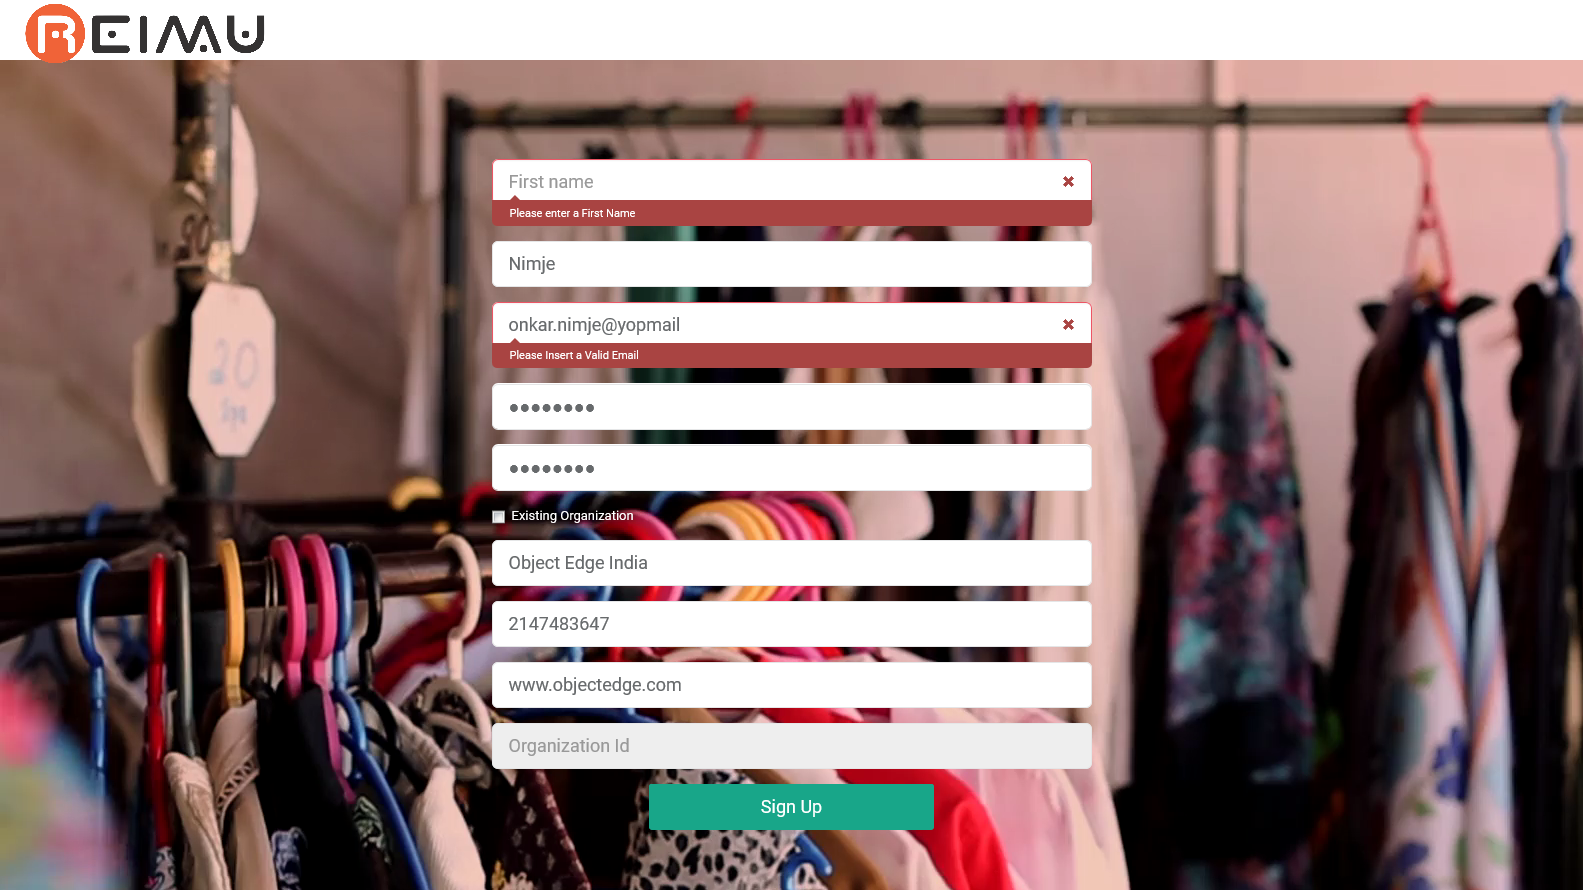 REIMU
First name
Please enter a First Name
Nimje
onkar.nimje@yopmail
Please Insert a Valid Email
●●●●●●●●
●●●●●●●●
Existing Organization
Object Edge India
2147483647
www.objectedge.com
Organization Id
Sign Up
20